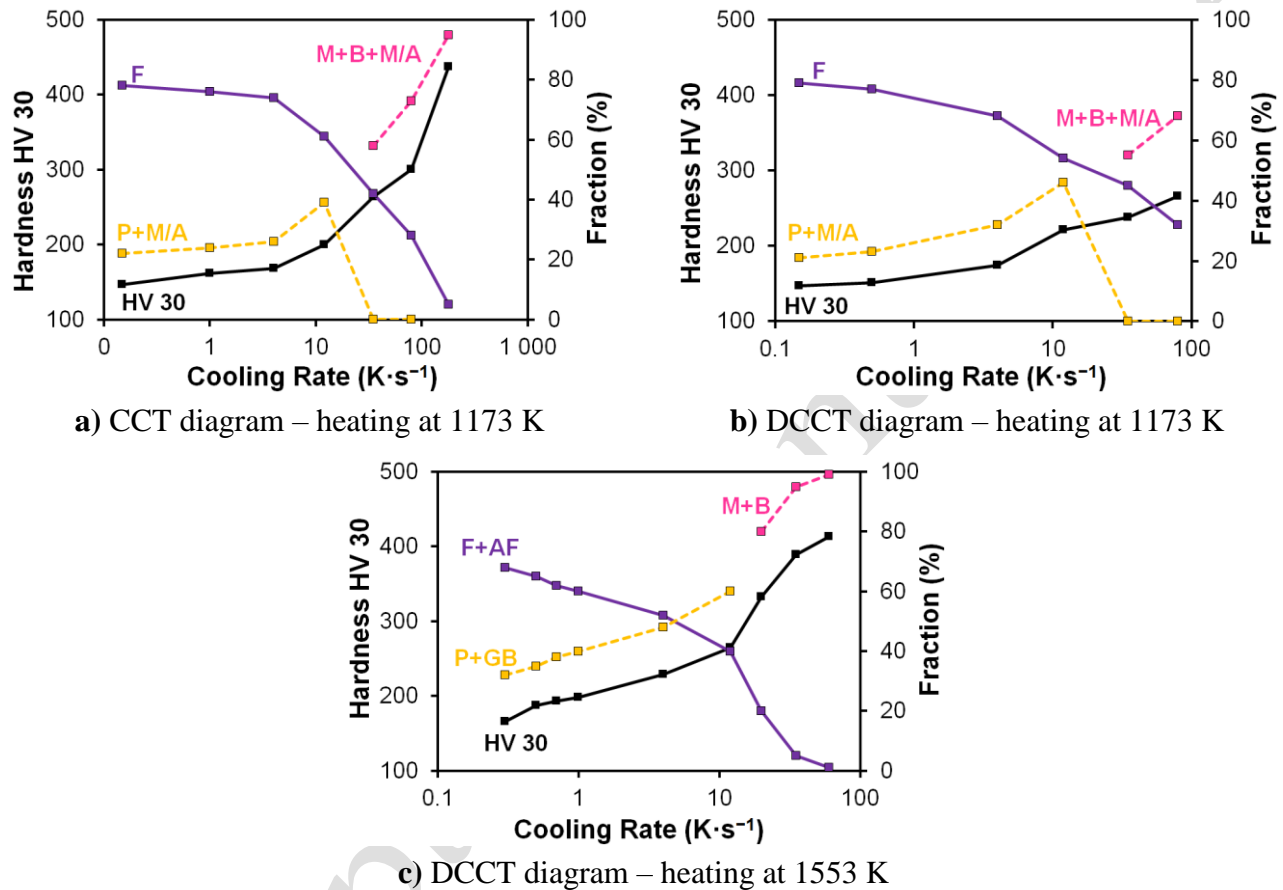 500 100
M+B+M/A
F
400 80
300 60
P+M/A
200 40
20
HV 30
100 0
Hardness HV 30
Fraction (%)
0 1 10 100 1 000
Cooling Rate (K·s⁻¹)
a) CCT diagram – heating at 1173 K
500 100
F
400 80
M+B+M/A
300 60
P+M/A
200 40
20
HV 30
100 0
Hardness HV 30
Fraction (%)
0.1 1 10 100
Cooling Rate (K·s⁻¹)
b) DCCT diagram – heating at 1173 K
500 100
M+B
400 80
F+AF
300 60
P+GB
200 40
20
HV 30
100 0
Hardness HV 30
Fraction (%)
0.1 1 10 100
Cooling Rate (K·s⁻¹)
c) DCCT diagram – heating at 1553 K